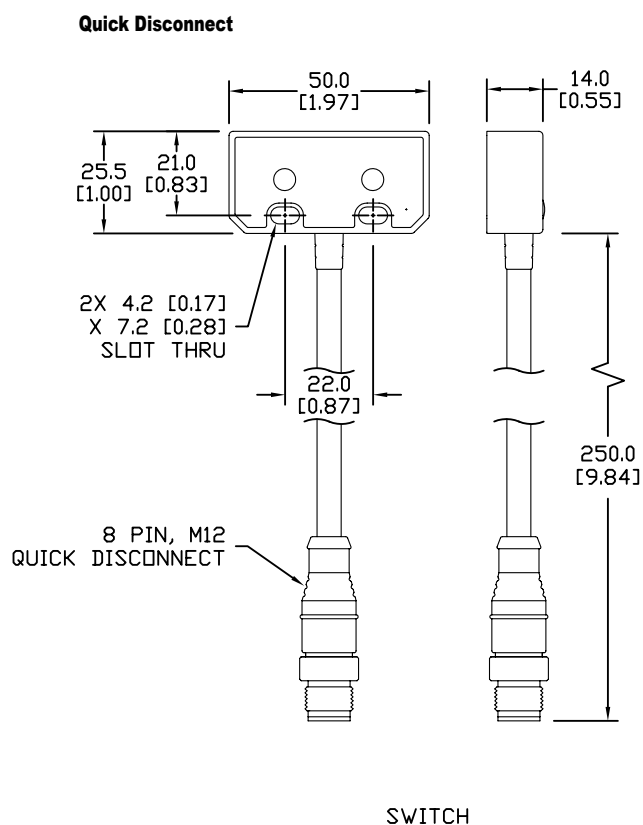 Quick Disconnect
50.0
[1.97]
14.0
[0.55]
25.5
[1.00]
21.0
[0.83]
2X 4.2 [0.17]
X 7.2 [0.28]
SLOT THRU
22.0
[0.87]
250.0
[9.84]
8 PIN, M12
QUICK DISCONNECT
SWITCH